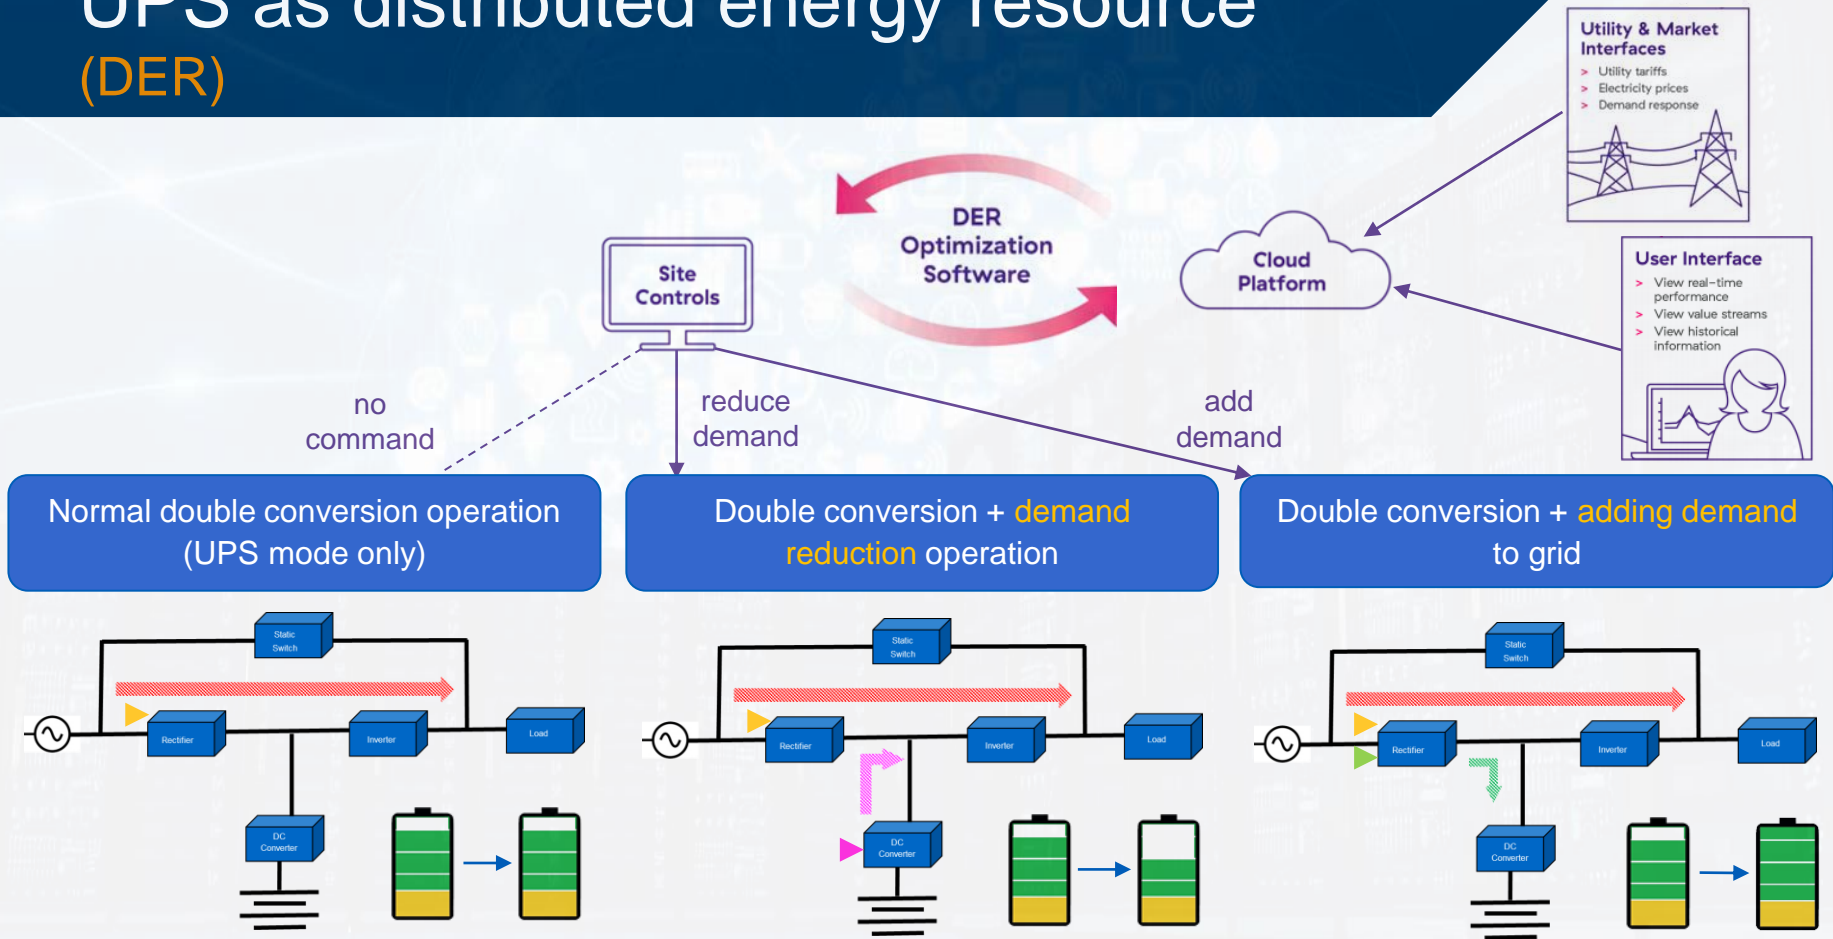 UPS as distributed energy resource
(DER)
Utility & Market
Interfaces
> Utility tariffs
> Electricity prices
> Demand response
DER
Optimization
Software
Site
Controls
Cloud
Platform
User Interface
> View real-time
performance
> View value streams
> View historical
information
no
command
reduce
demand
add
demand
Normal double conversion operation
(UPS mode only)
Double conversion + demand
reduction operation
Double conversion + adding demand
to grid
Static
Switch
Rectifier
Inverter
Load
DC
Converter
Static
Switch
Rectifier
Inverter
Load
DC
Converter
Static
Switch
Rectifier
Inverter
Load
DC
Converter